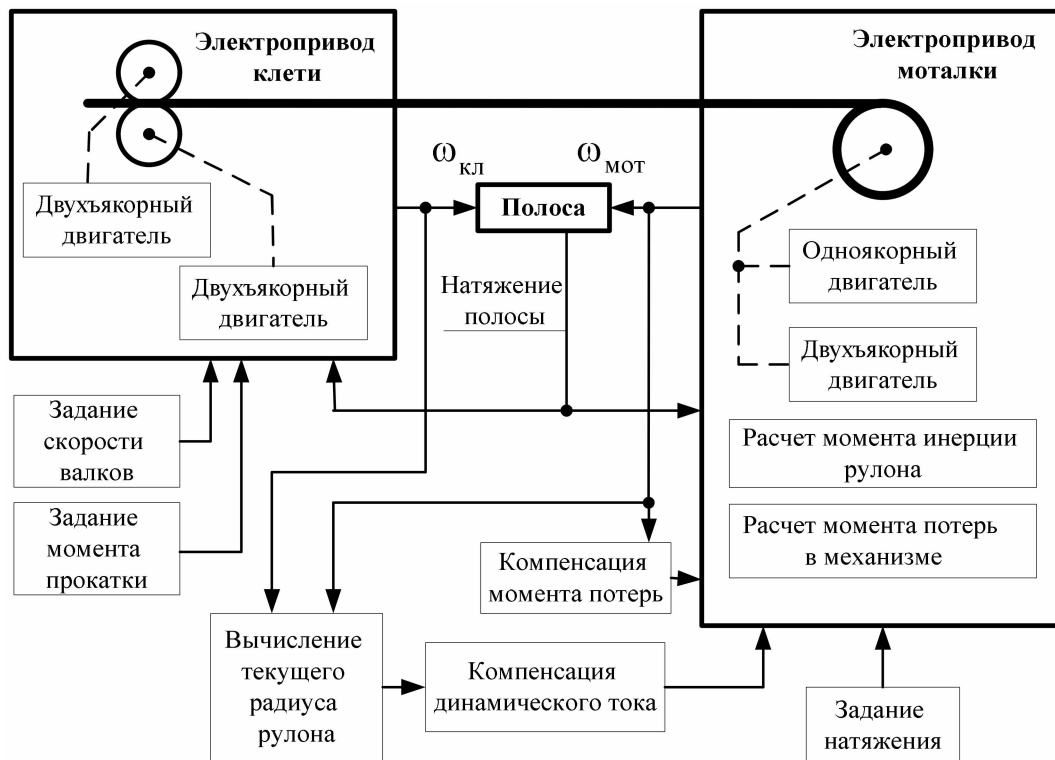 Электропривод
клети
Электропривод
моталки
ωкл
ωмот
Полоса
Двухъякорный
двигатель
Двухъякорный
двигатель
Натяжение
полосы
Одноякорный
двигатель
Двухъякорный
двигатель
Задание
скорости
валков
Расчет момента инерции
рулона
Задание
момента
прокатки
Расчет момента потерь
в механизме
Компенсация
момента потерь
Вычисление
текущего
радиуса
рулона
Компенсация
динамического тока
Задание
натяжения